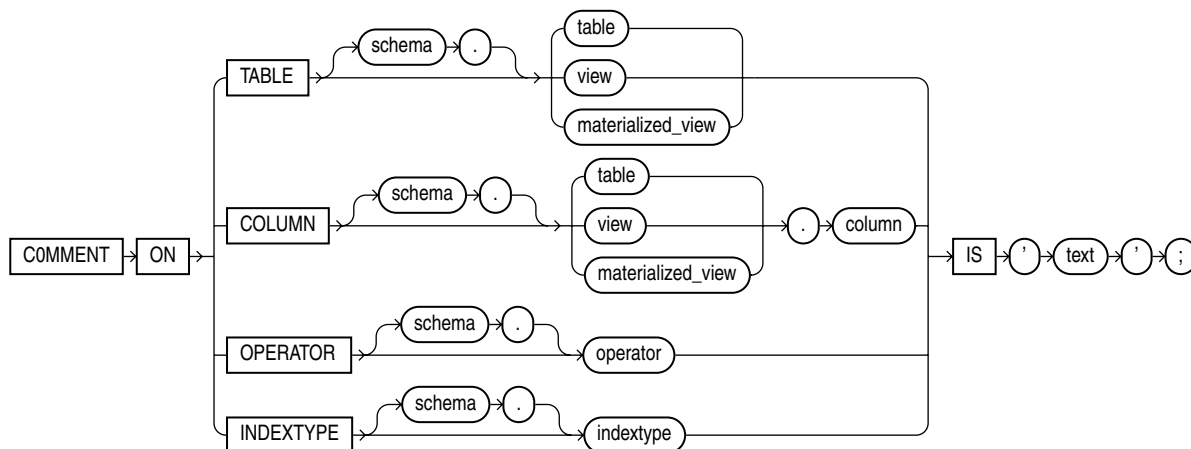 table
schema .
TABLE view
materialized_view
table
schema .
COLUMN view . column
C0MMENT ON IS ' text ' ;
materialized_view
schema .
OPERATOR operator
schema .
INDEXTYPE indextype